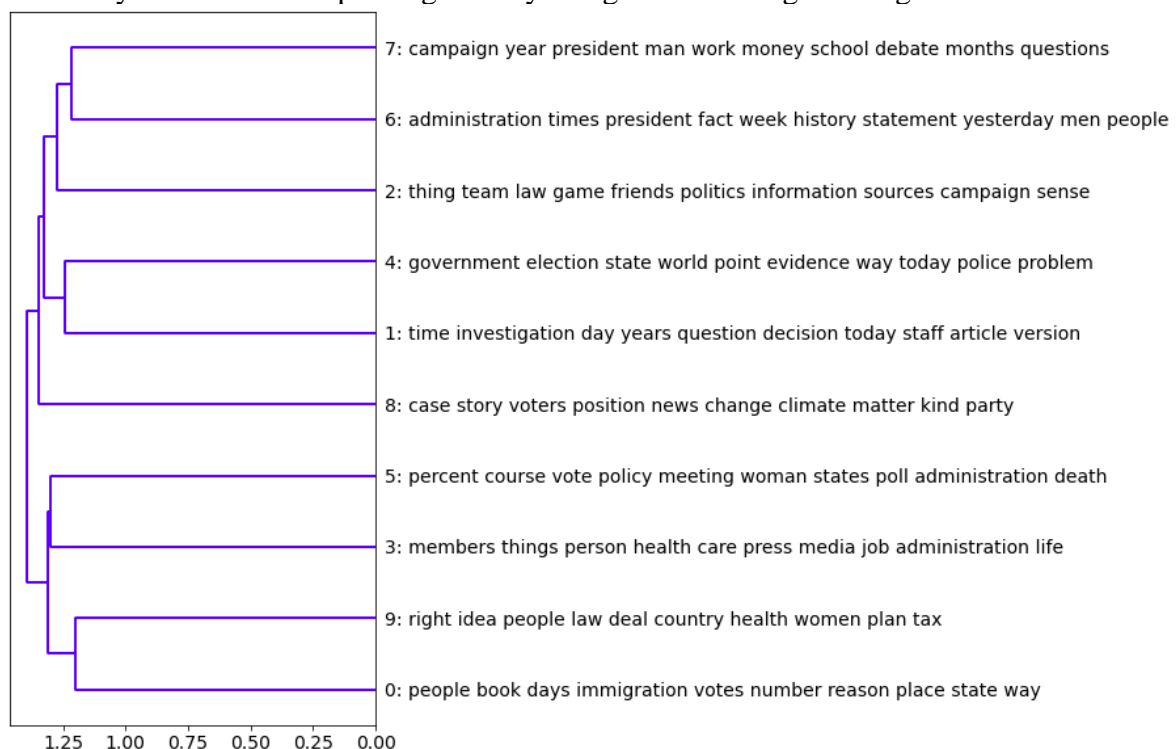 7: campaign year president man work money school debate months questions
6: administration times president fact week history statement yesterday men people
2: thing team law game friends politics information sources campaign sense
4: government election state world point evidence way today police problem
1: time investigation day years question decision today staff article version
8: case story voters position news change climate matter kind party
5: percent course vote policy meeting woman states poll administration death
3: members things person health care press media job administration life
9: right idea people law deal country health women plan tax
0: people book days immigration votes number reason place state way
1.25 1.00 0.75 0.50 0.25 0.00